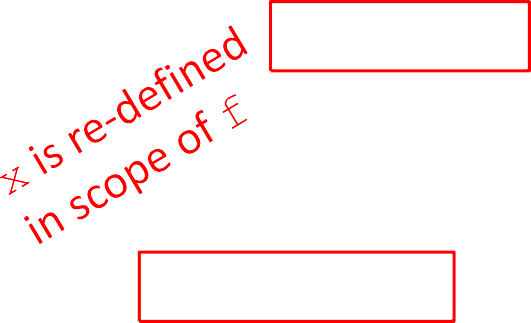 x is re-defined
in scope of f